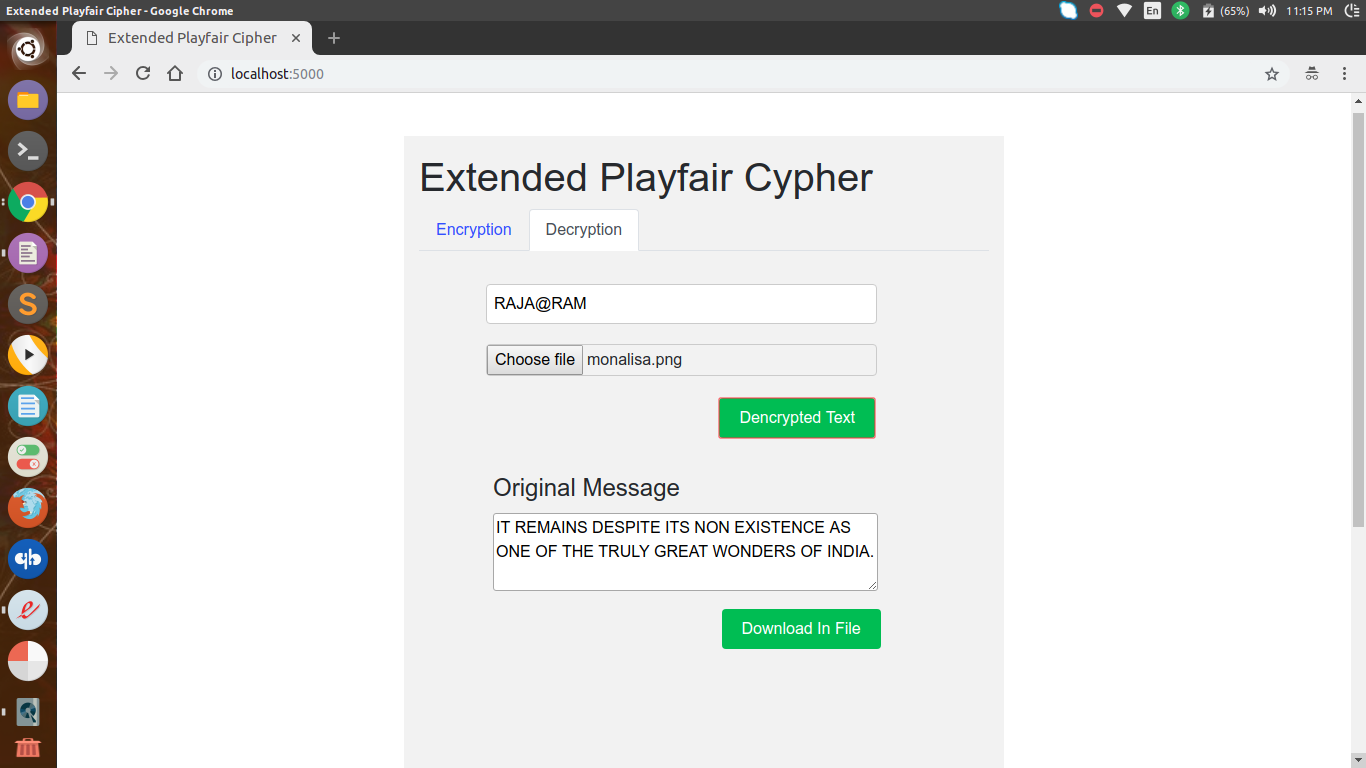 Extended Playfair Cipher - Google Chrome
En
(65%)
11:15 PM
Extended Playfair Cipher
localhost:5000
Extended Playfair Cypher
Encryption
Decryption
RAJA@RAM
Choose file monalisa.png
Dencrypted Text
Original Message
IT REMAINS DESPITE ITS NON EXISTENCE AS
ONE OF THE TRULY GREAT WONDERS OF INDIA.
Download In File